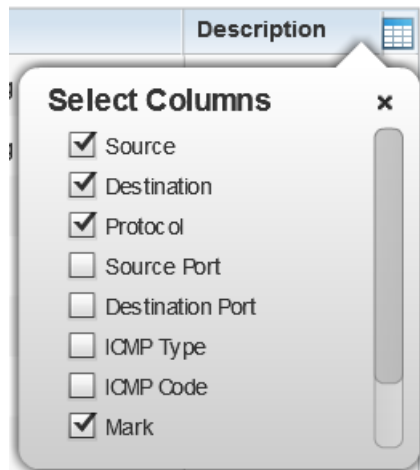 Description
Select Columns
Source
Destination
Protocol
Source Port
Destination Port
ICMP Type
ICMP Code
Mark